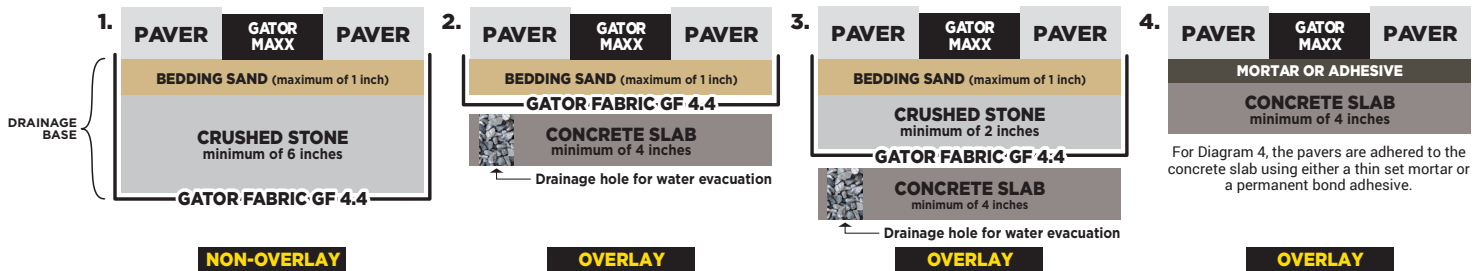 1.
PAVER
GATOR
MAXX
PAVER
BEDDING SAND (maximum of 1 inch)
DRAINAGE
BASE
CRUSHED STONE
minimum of 6 inches
GATOR FABRIC GF 4.4
NON-OVERLAY
2.
PAVER
GATOR
MAXX
PAVER
BEDDING SAND (maximum of 1 inch)
GATOR FABRIC GF 4.4
CONCRETE SLAB
minimum of 4 inches
Drainage hole for water evacuation
OVERLAY
3.
PAVER
GATOR
MAXX
PAVER
BEDDING SAND (maximum of 1 inch)
CRUSHED STONE
minimum of 2 inches
GATOR FABRIC GF 4.4
CONCRETE SLAB
minimum of 4 inches
Drainage hole for water evacuation
OVERLAY
4.
PAVER
GATOR
MAXX
PAVER
MORTAR OR ADHESIVE
CONCRETE SLAB
minimum of 4 inches
For Diagram 4, the pavers are adhered to the
concrete slab using either a thin set mortar or
a permanent bond adhesive.
OVERLAY